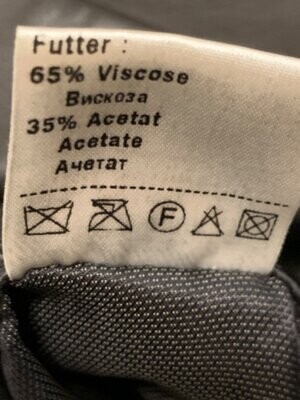 Futter :
65% Viscose
Вискоза
35% Acetat
Acetate
Ачетат
F